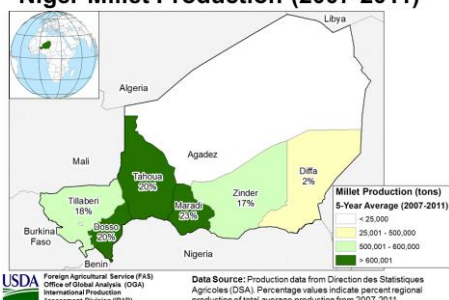 Niger Millet Production (2007-2011)
Libya
Algeria
Mali
Agadez
Tahoua
20%
Diffa
2%
Zinder
17%
Maradi
23%
Tillaberi
18%
Dosso
20%
Burkina
Faso
Benin
Nigeria
Millet Production (tons)
5-Year Average (2007-2011)
< 25,000
25,001 - 500,000
500,001 - 600,000
> 600,001
USDA
Foreign Agricultural Service (FAS)
Office of Global Analysis (OGA)
International Production
Assessment Division (IPAD)
Data Source: Production data from Direction des Statistiques
Agricoles (DSA). Percentage values indicate percent regional
production of total average production from 2007-2011.